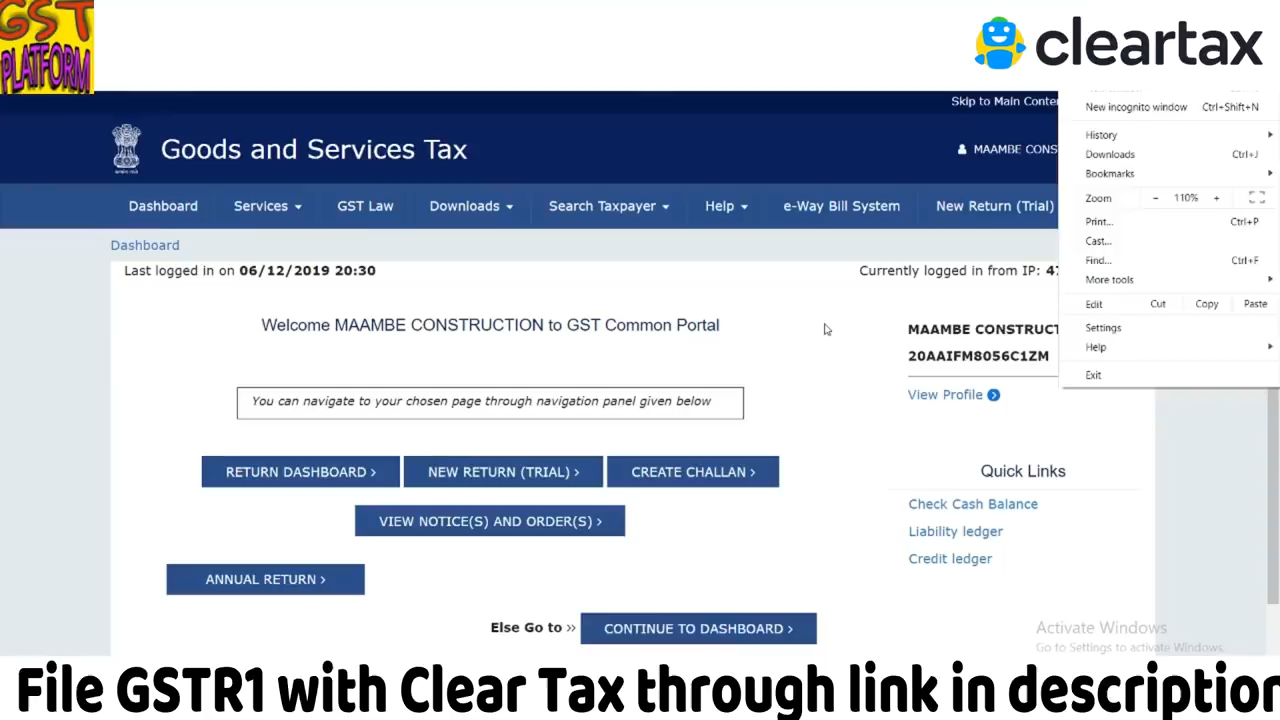 GST
PLATFORM
cleartax
Skip to Main Conte
New incognito window Ctrl+Shift+N
History
Downloads Ctrl+J
Bookmarks
Zoom - 110% +
Print... Ctrl+P
Cast...
Find... Ctrl+F
More tools
Edit Cut Copy Paste
Settings
Help
Exit
Goods and Services Tax
MAAMBE CONS
Dashboard Services GST Law Downloads Search Taxpayer Help e-Way Bill System New Return (Trial)
Dashboard
Last logged in on 06/12/2019 20:30
Currently logged in from IP: 47
Welcome MAAMBE CONSTRUCTION to GST Common Portal
MAAMBE CONSTRUCT
20AAIFM8056C1ZM
View Profile
You can navigate to your chosen page through navigation panel given below
RETURN DASHBOARD > NEW RETURN (TRIAL) > CREATE CHALLAN >
VIEW NOTICE(S) AND ORDER(S) >
ANNUAL RETURN >
Quick Links
Check Cash Balance
Liability ledger
Credit ledger
Else Go to >> CONTINUE TO DASHBOARD >
Activate Windows
Go to Settings to activate Windows.
File GSTR1 with Clear Tax through link in description